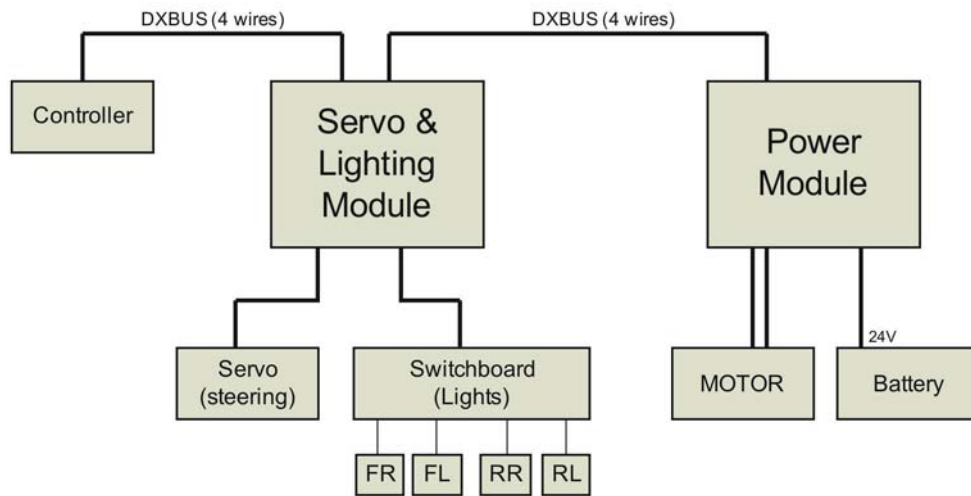 DXBUS (4 wires)
DXBUS (4 wires)
Controller
Servo &
Lighting
Module
Power
Module
24V
Servo
(steering)
Switchboard
(Lights)
MOTOR
Battery
FR
FL
RR
RL